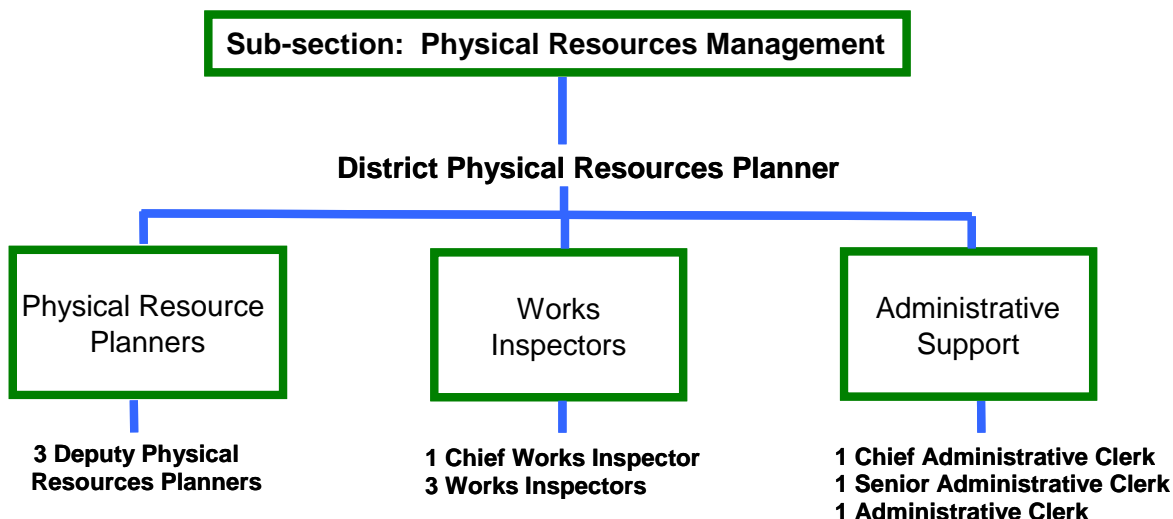 Sub-section:  Physical Resources Management
District Physical Resources Planner
Physical Resource
Planners
Works
Inspectors
Administrative
Support
3 Deputy Physical
Resources Planners
1 Chief Works Inspector
3 Works Inspectors
1 Chief Administrative Clerk
1 Senior Administrative Clerk
1 Administrative Clerk